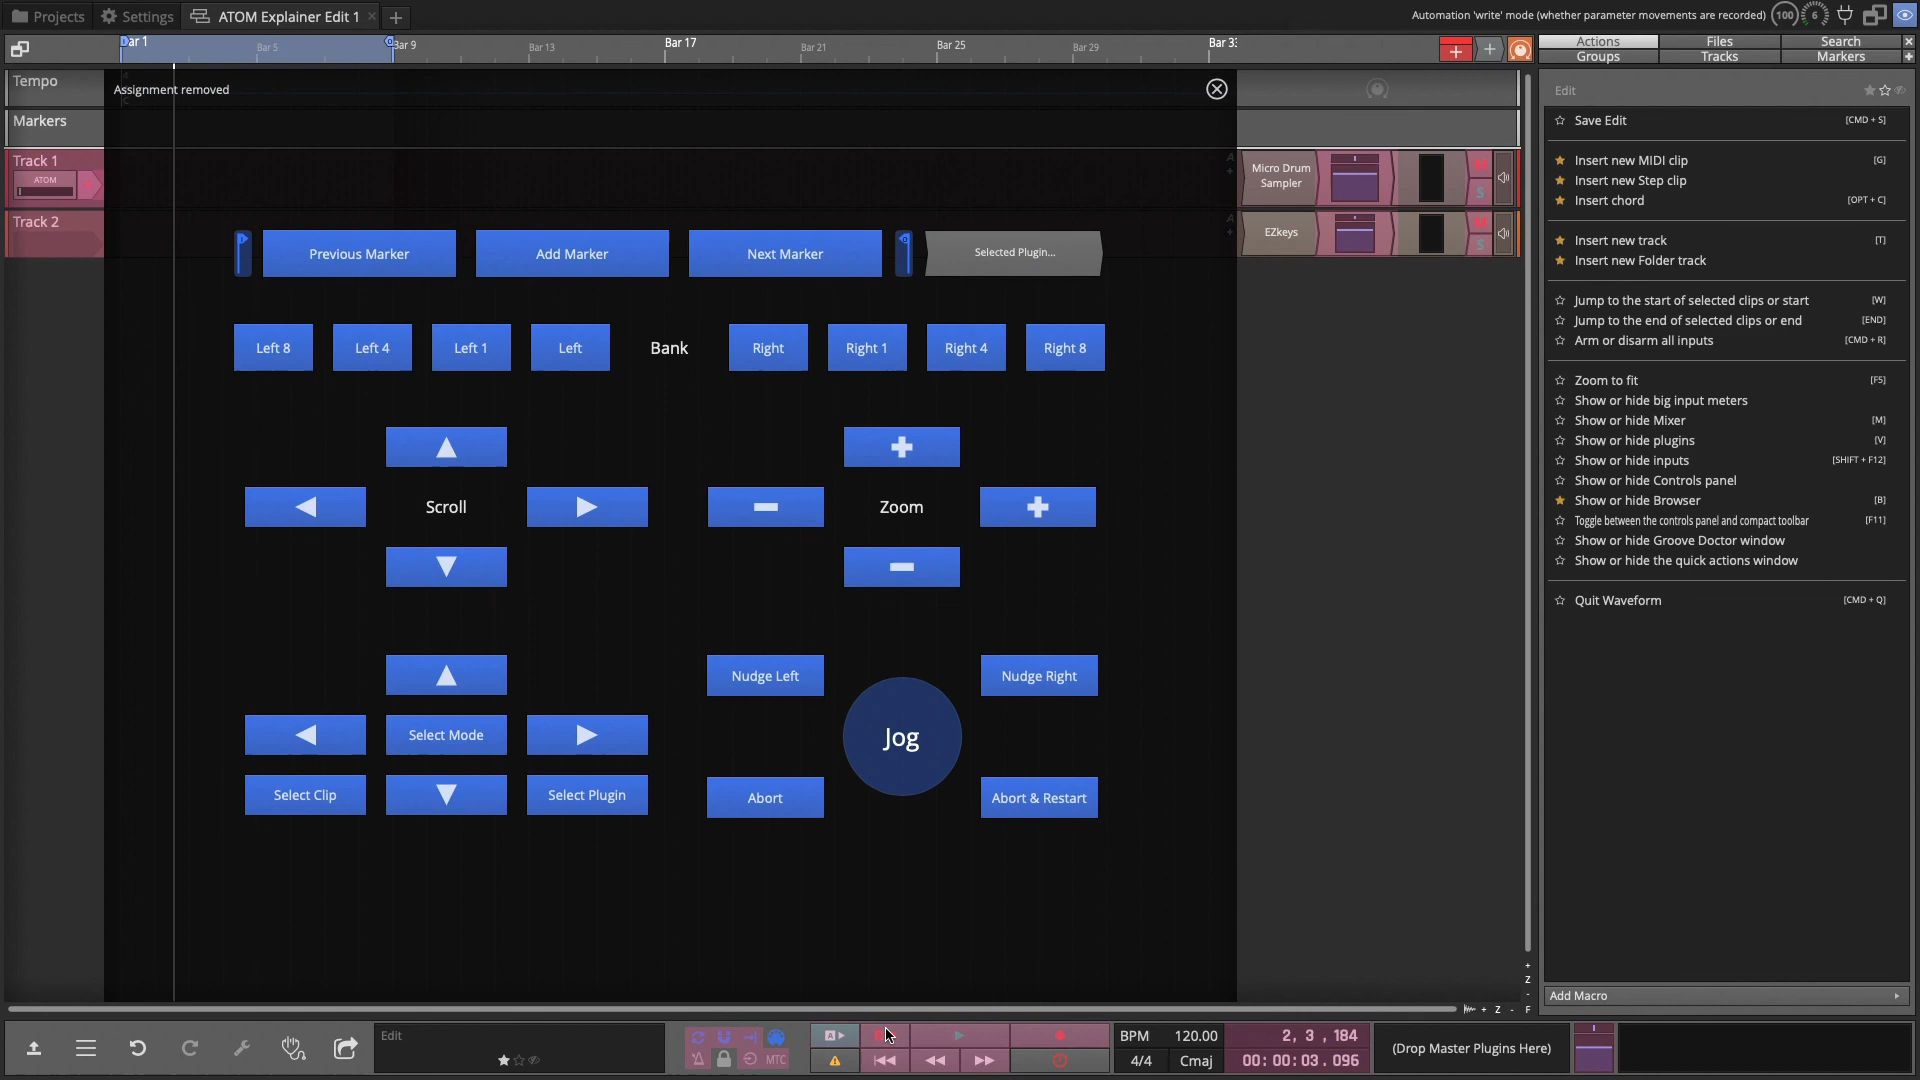 Projects
Settings
ATOM Explainer Edit 1
Automation 'write' mode (whether parameter movements are recorded)
100
6
Bar 1
Bar 5
Bar 9
Bar 13
Bar 17
Bar 21
Bar 25
Bar 29
Bar 33
Actions
Files
Search
Groups
Tracks
Markers
Tempo
Assignment removed
Markers
Track 1
ATOM
Track 2
Micro Drum
Sampler
M
S
EZkeys
M
S
A
A
Previous Marker
Add Marker
Next Marker
Selected Plugin...
Left 8
Left 4
Left 1
Left
Bank
Right
Right 1
Right 4
Right 8
Scroll
Zoom
Select Mode
Select Clip
Select Plugin
Nudge Left
Nudge Right
Jog
Abort
Abort & Restart
Edit
Save Edit [CMD + S]
Insert new MIDI clip [G]
Insert new Step clip
Insert chord [OPT + C]
Insert new track [T]
Insert new Folder track
Jump to the start of selected clips or start [W]
Jump to the end of selected clips or end [END]
Arm or disarm all inputs [CMD + R]
Zoom to fit [F5]
Show or hide big input meters
Show or hide Mixer [M]
Show or hide plugins [V]
Show or hide inputs [SHIFT + F12]
Show or hide Controls panel
Show or hide Browser [B]
Toggle between the controls panel and compact toolbar [F11]
Show or hide Groove Doctor window
Show or hide the quick actions window
Quit Waveform [CMD + Q]
Add Macro
+
Z
-
+ Z - F
Edit
MTC
A
BPM 120.00
4/4 Cmaj
2, 3 , 184
00: 00: 03 . 096
(Drop Master Plugins Here)